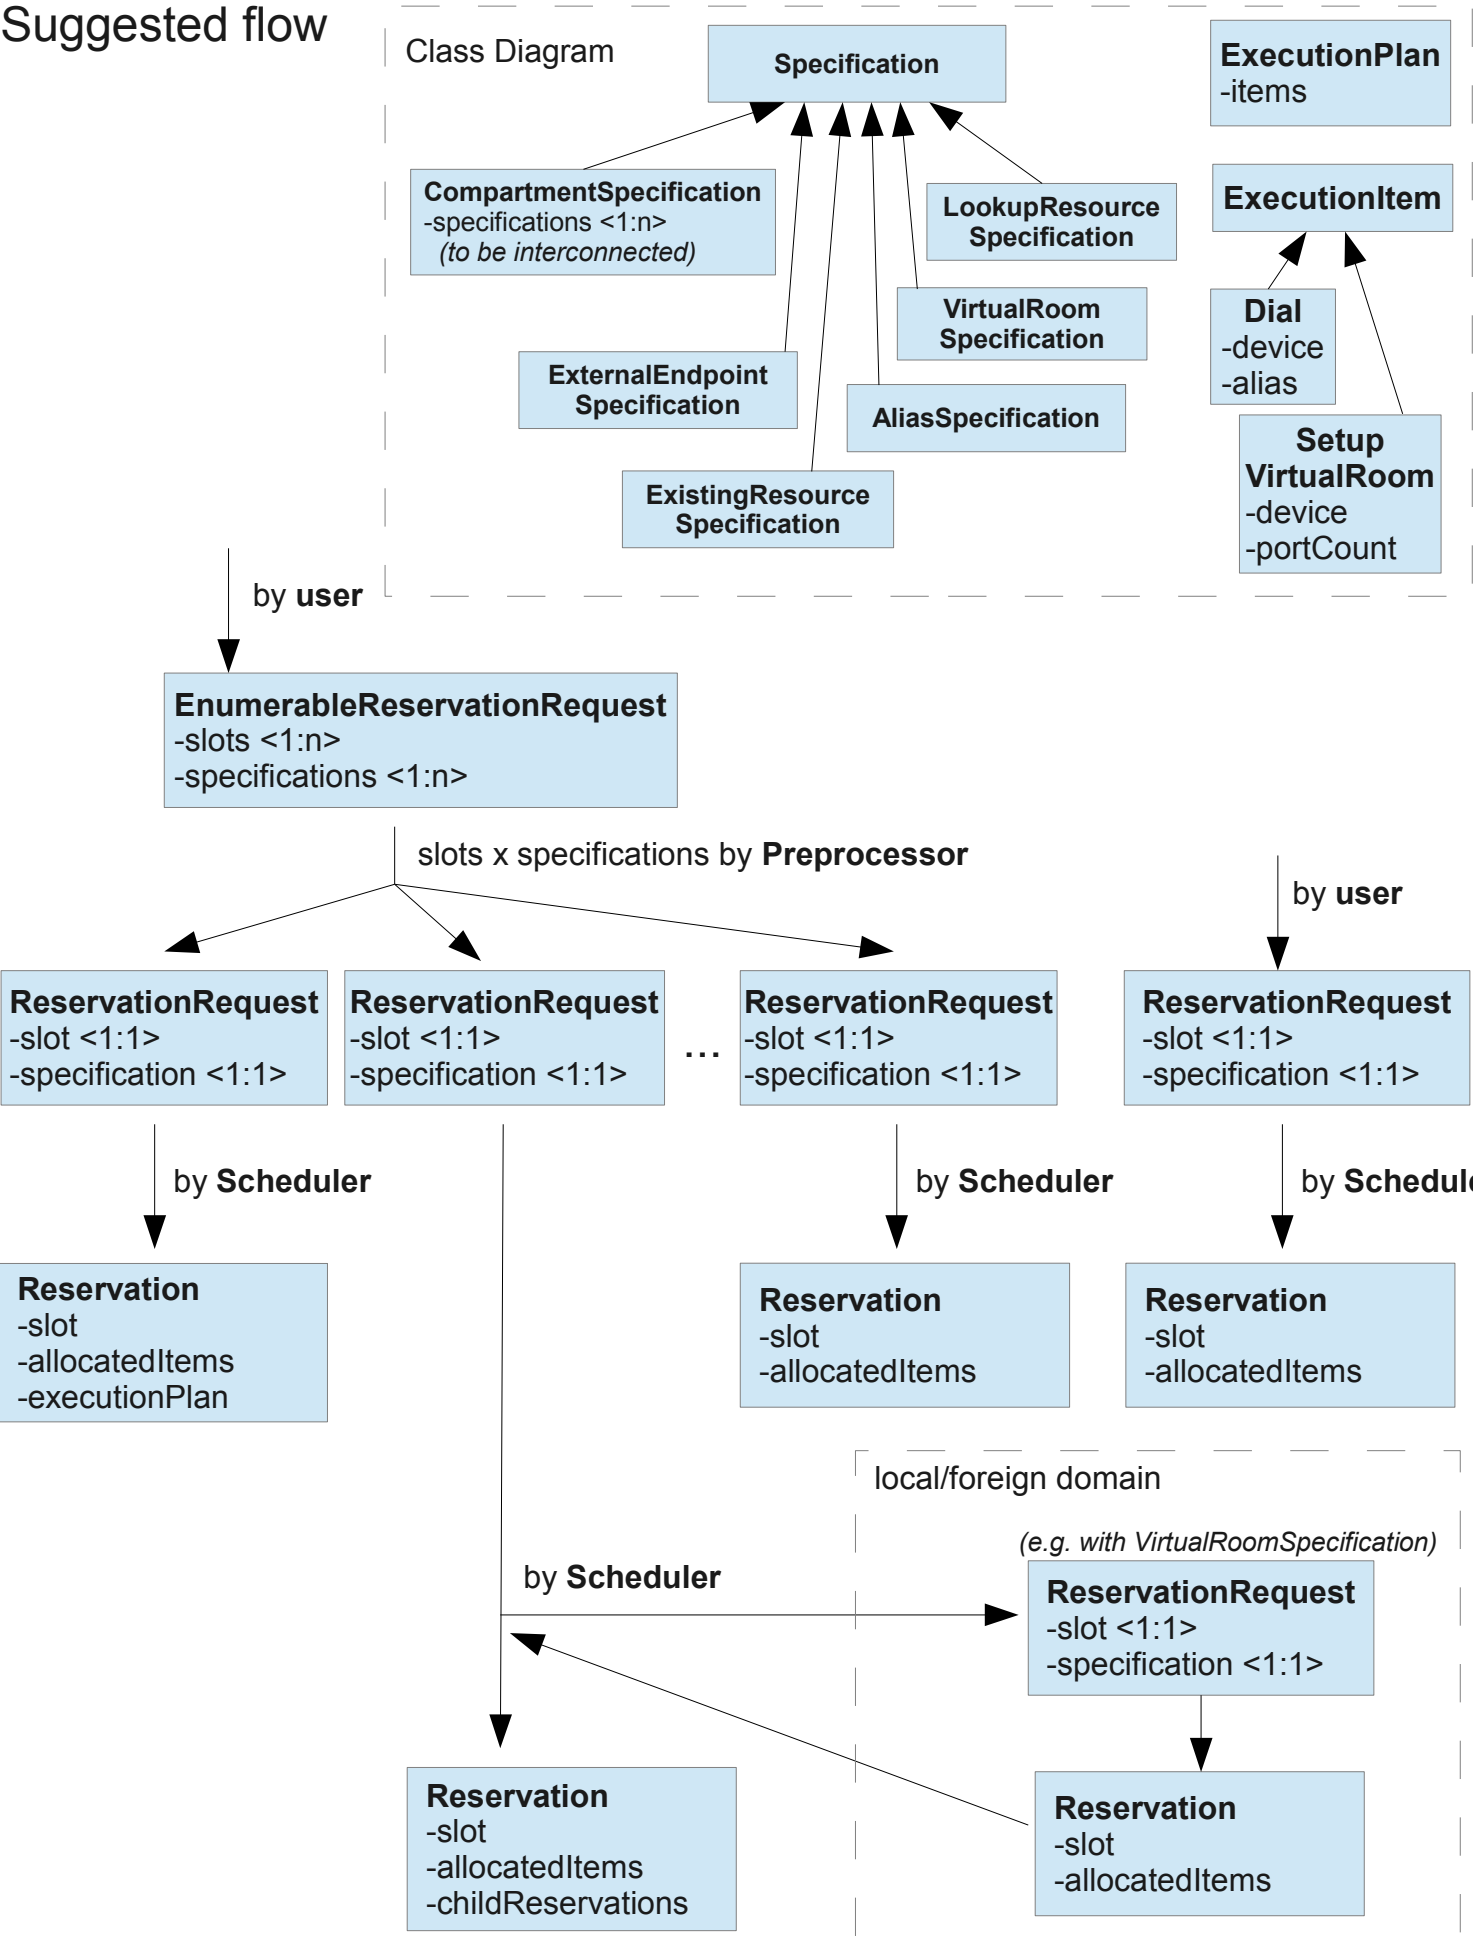 Suggested flow
Class Diagram
Specification
ExecutionPlan
-items
CompartmentSpecification
-specifications <1:n>
(to be interconnected)
LookupResource
Specification
ExecutionItem
VirtualRoom
Specification
Dial
-device
-alias
ExternalEndpoint
Specification
AliasSpecification
Setup
VirtualRoom
-device
-portCount
ExistingResource
Specification
by user
EnumerableReservationRequest
-slots <1:n>
-specifications <1:n>
slots x specifications by Preprocessor
by user
ReservationRequest
-slot <1:1>
-specification <1:1>
ReservationRequest
-slot <1:1>
-specification <1:1>
...
ReservationRequest
-slot <1:1>
-specification <1:1>
ReservationRequest
-slot <1:1>
-specification <1:1>
by Scheduler
by Scheduler
by Schedule
Reservation
-slot
-allocatedItems
-executionPlan
Reservation
-slot
-allocatedItems
Reservation
-slot
-allocatedItems
local/foreign domain
(e.g. with VirtualRoomSpecification)
by Scheduler
ReservationRequest
-slot <1:1>
-specification <1:1>
Reservation
-slot
-allocatedItems
-childReservations
Reservation
-slot
-allocatedItems